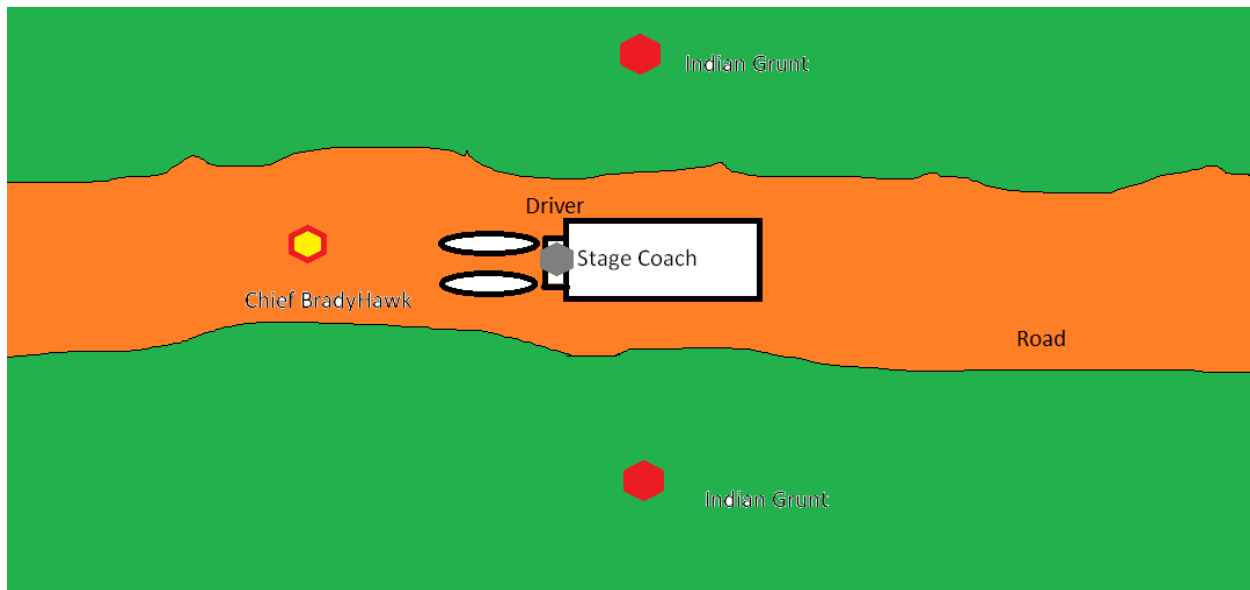 Indian Grunt
Driver
Stage Coach
Chief BradyHawk
Road
Indian Grunt